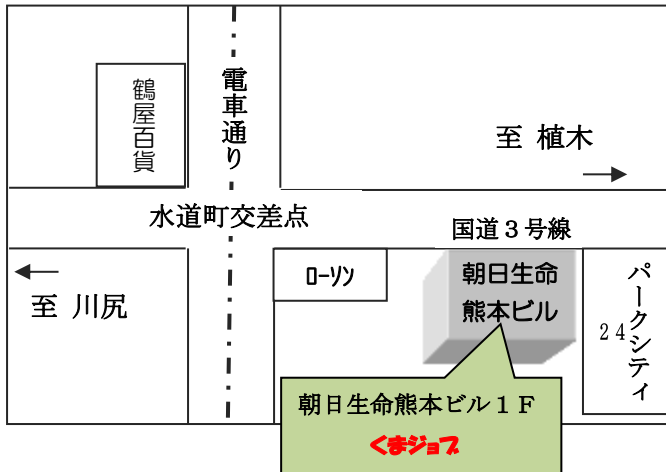 鶴屋百貨
電車通り
至 植木
水道町交差点
国道３号線
至 川尻
ローソン
朝日生命
熊本ビル
パークシティ
24
朝日生命熊本ビル１Ｆ
くまジョブ